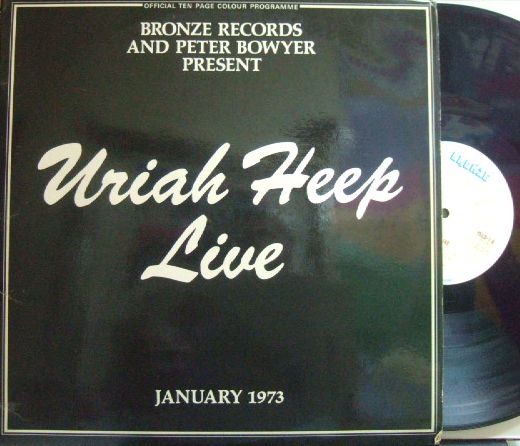 OFFICIAL TEN PAGE COLOUR PROGRAMME
BRONZE RECORDS
AND PETER BOWYER
PRESENT
Uriah Heep
Live
JANUARY 1973